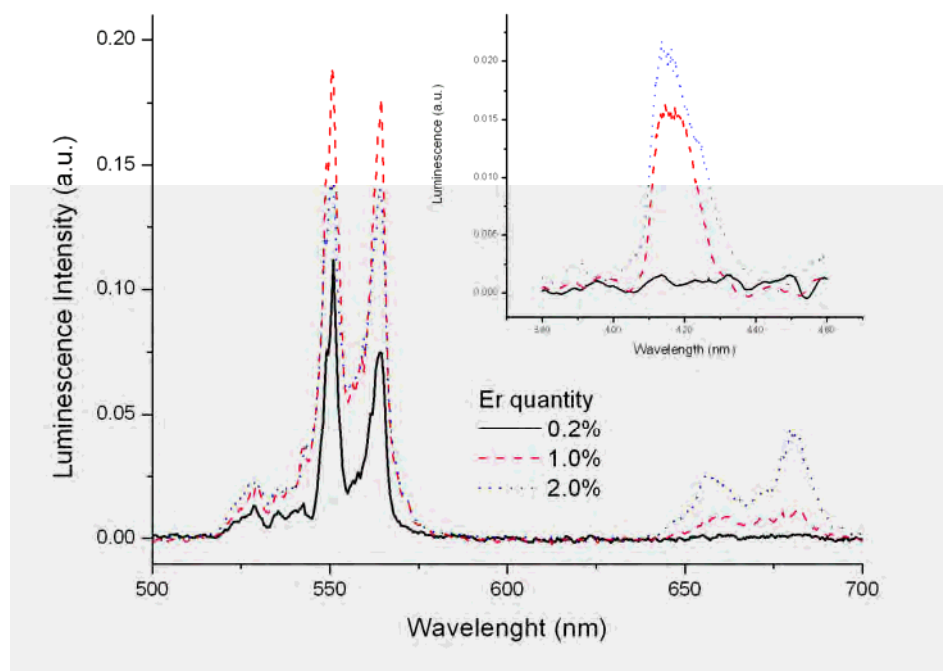 0.20
0.15
0.10
0.05
0.00
Luminescence Intensity (a.u.)
500 550 600 650 700
Wavelenght (nm)
0.020
0.015
0.010
0.005
0.000
Luminescence (a.u.)
400 420 440 460
Wavelength (nm)
Er quantity
0.2%
1.0%
2.0%